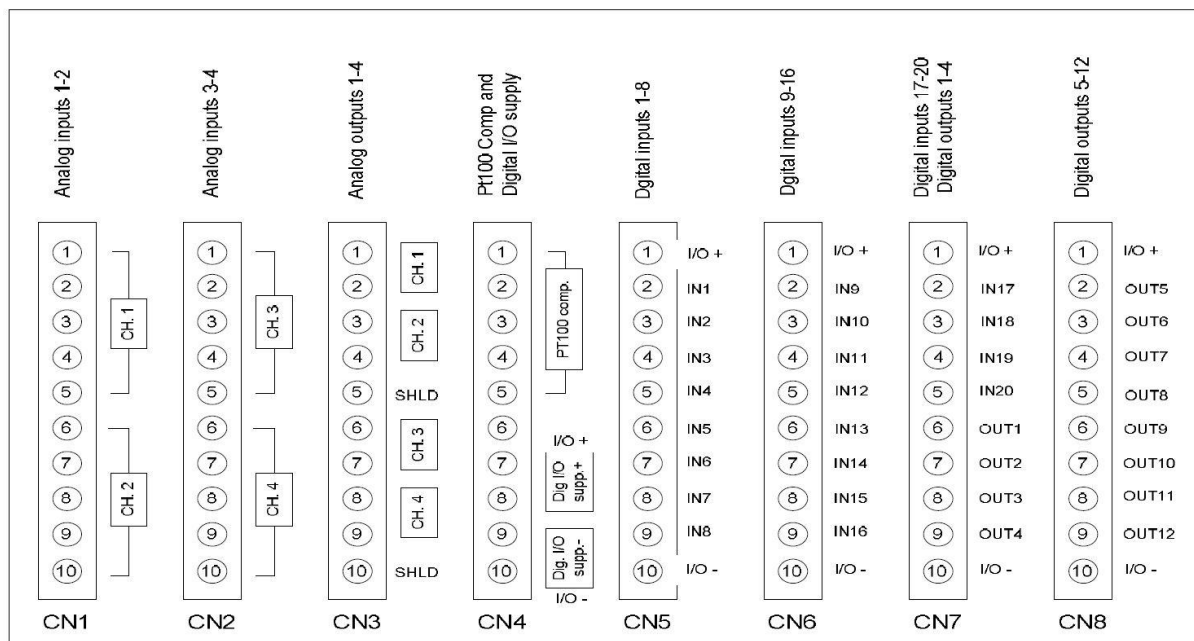 Analog inputs 1-2
Analog inputs 3-4
Analog outputs 1-4
Pt100 Comp and
Digital I/O supply
Dgital inputs 1-8
Dgital inputs 9-16
Digital inputs 17-20
Digital outputs 1-4
Digital outputs 5-12
1
2
3
4
5
6
7
8
9
10
CH. 1
CH. 2
CN1
1
2
3
4
5
6
7
8
9
10
CH. 3
CH. 4
CN2
1
2
3
4
5
6
7
8
9
10
CH. 1
CH. 2
SHLD
CH. 3
CH. 4
SHLD
CN3
1
2
3
4
5
6
7
8
9
10
PT100 comp.
I/O +
Dig I/O
supp.+
Dig. I/O
supp.-
I/O -
CN4
1 I/O +
2 IN1
3 IN2
4 IN3
5 IN4
6 IN5
7 IN6
8 IN7
9 IN8
10 I/O -
CN5
1 I/O +
2 IN9
3 IN10
4 IN11
5 IN12
6 IN13
7 IN14
8 IN15
9 IN16
10 I/O -
CN6
1 I/O +
2 IN17
3 IN18
4 IN19
5 IN20
6 OUT1
7 OUT2
8 OUT3
9 OUT4
10 I/O -
CN7
1 I/O +
2 OUT5
3 OUT6
4 OUT7
5 OUT8
6 OUT9
7 OUT10
8 OUT11
9 OUT12
10 I/O -
CN8